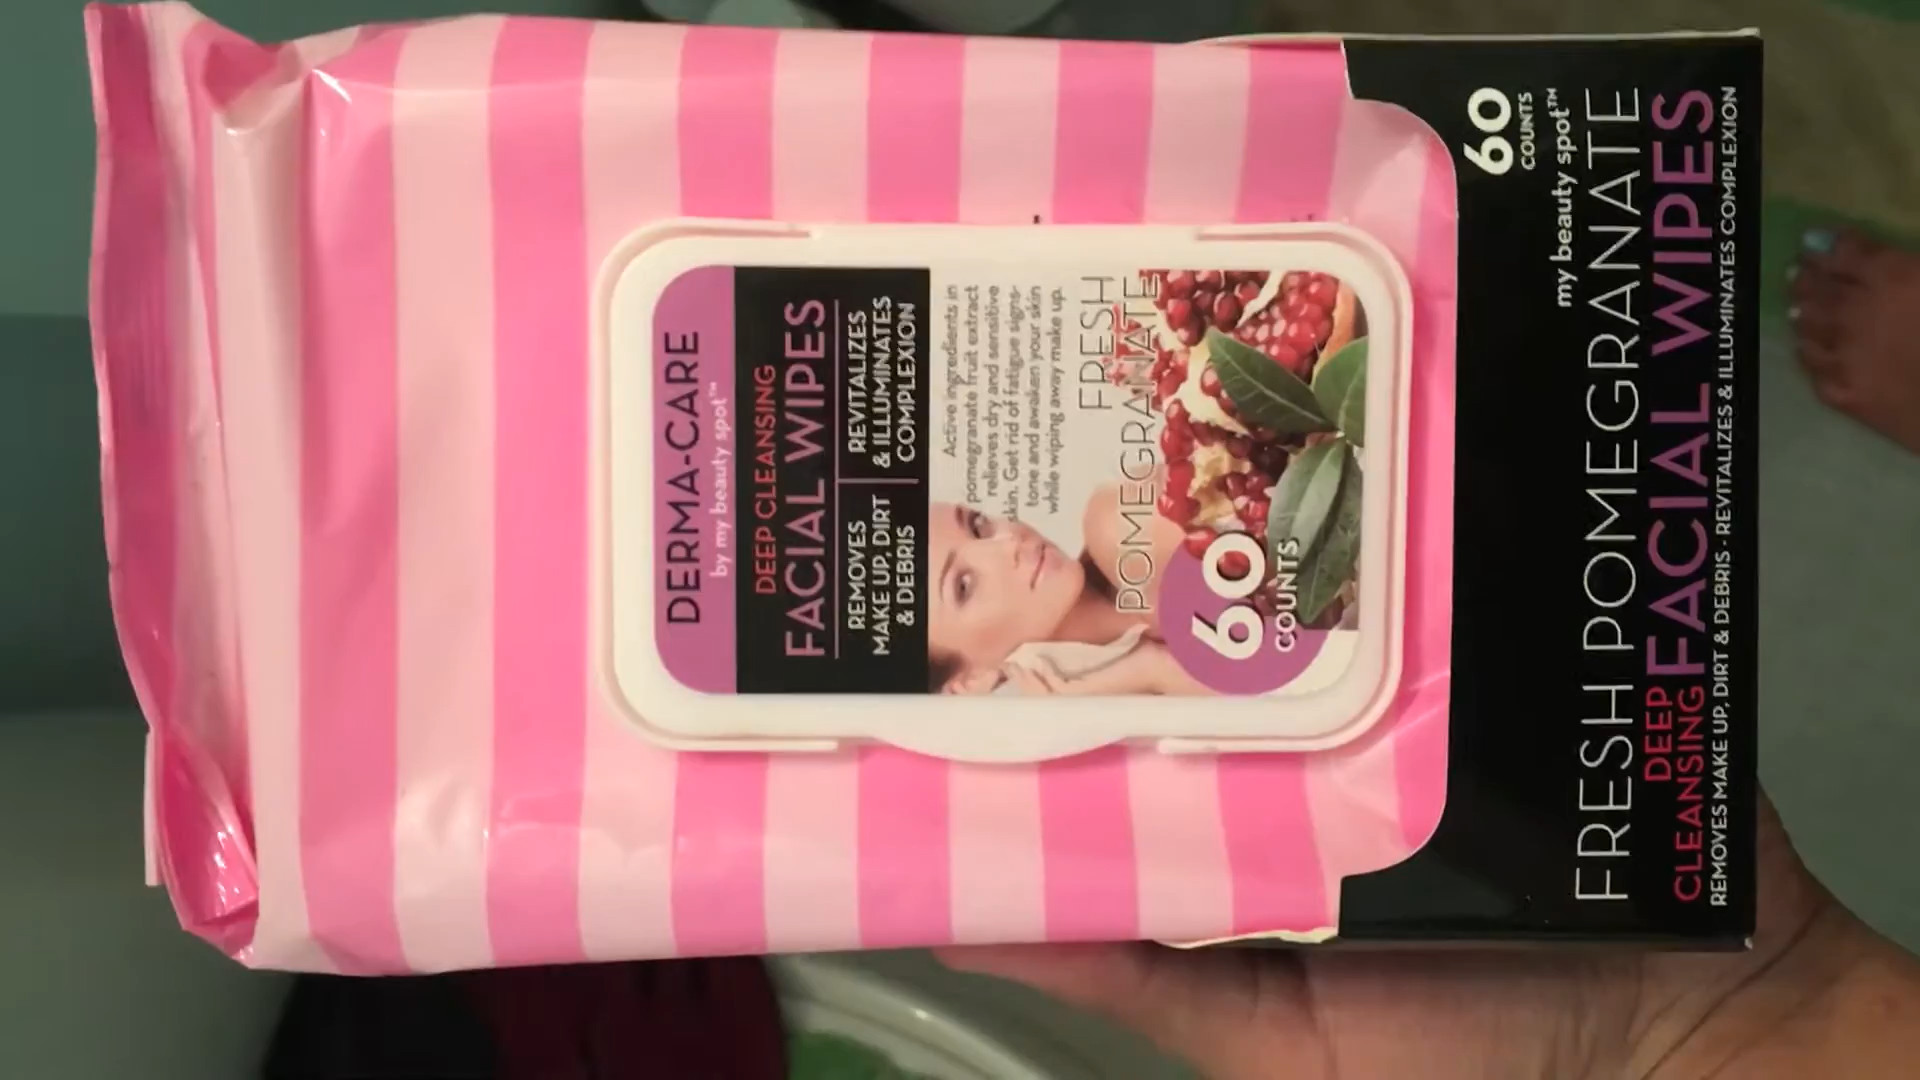 DERMA-CARE
by my beauty spot™
DEEP CLEANSING
FACIAL WIPES
REMOVES
MAKE UP, DIRT
& DEBRIS
REVITALIZES
& ILLUMINATES
COMPLEXION
Active ingredients in
pomegranate fruit extract
relieves dry and sensitive
skin. Get rid of fatigue signs-
tone and awaken your skin
while wiping away make up.
FRESH
POMEGRANATE
60
COUNTS
60
COUNTS
my beauty spot™
FRESH POMEGRANATE
DEEP
CLEANSING
FACIAL WIPES
REMOVES MAKE UP, DIRT & DEBRIS · REVITALIZES & ILLUMINATES COMPLEXION